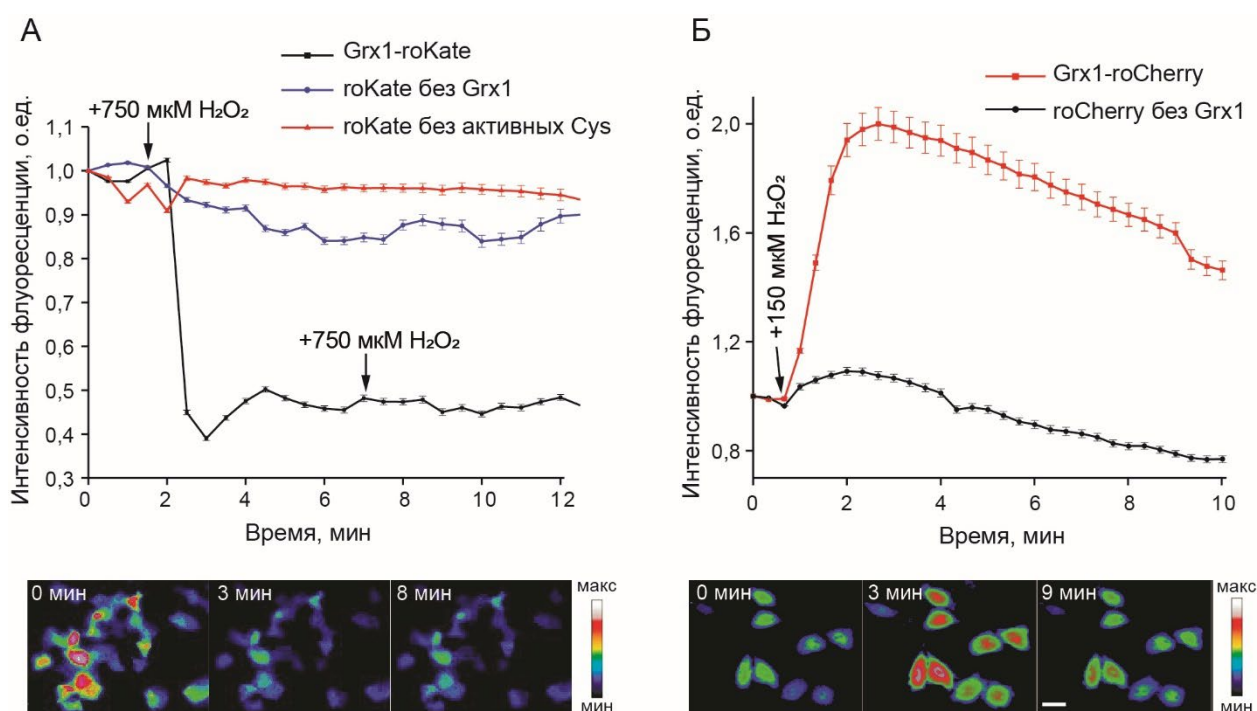 А
Grx1-roKate
roKate без Grx1
roKate без активных Cys
+750 мкМ H₂O₂
+750 мкМ H₂O₂
Интенсивность флуоресценции, о.ед.
1,1
1,0
0,9
0,8
0,7
0,6
0,5
0,4
0,3
0 2 4 6 8 10 12
Время, мин
0 мин 3 мин 8 мин
макс
мин
Б
Grx1-roCherry
roCherry без Grx1
+150 мкМ H₂O₂
Интенсивность флуоресценции, о.ед.
2,0
1,6
1,2
0,8
0 2 4 6 8 10
Время, мин
0 мин 3 мин 9 мин
макс
мин